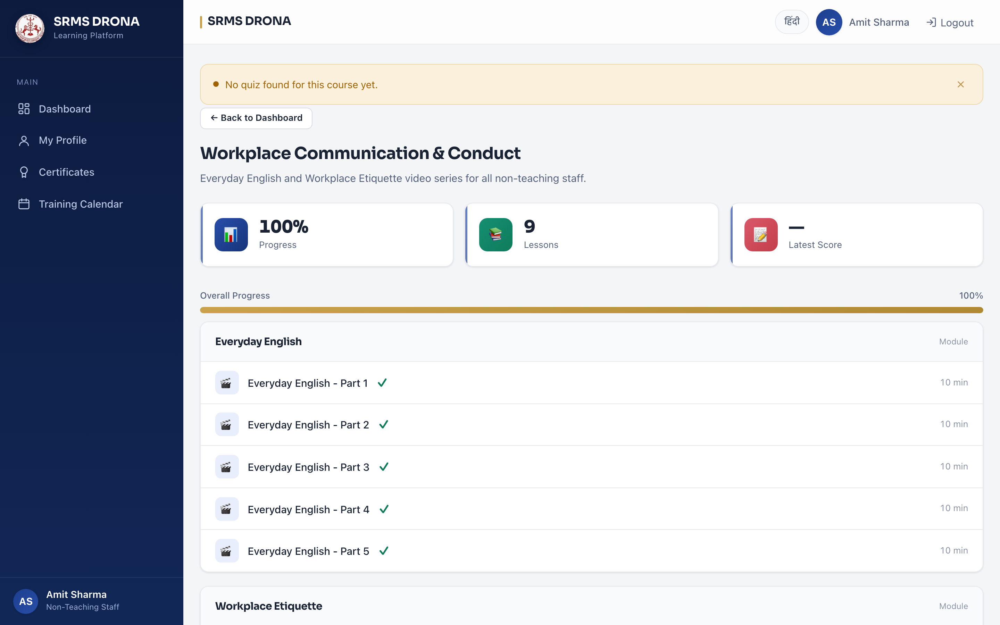 SRMS DRONA
Learning Platform
MAIN
Dashboard
My Profile
Certificates
Training Calendar
AS
Amit Sharma
Non-Teaching Staff
SRMS DRONA
हिंदी
AS
Amit Sharma
Logout
No quiz found for this course yet.
← Back to Dashboard
Workplace Communication & Conduct
Everyday English and Workplace Etiquette video series for all non-teaching staff.
100%
Progress
9
Lessons
—
Latest Score
Overall Progress
100%
Everyday English
Module
Everyday English - Part 1
10 min
Everyday English - Part 2
10 min
Everyday English - Part 3
10 min
Everyday English - Part 4
10 min
Everyday English - Part 5
10 min
Workplace Etiquette
Module